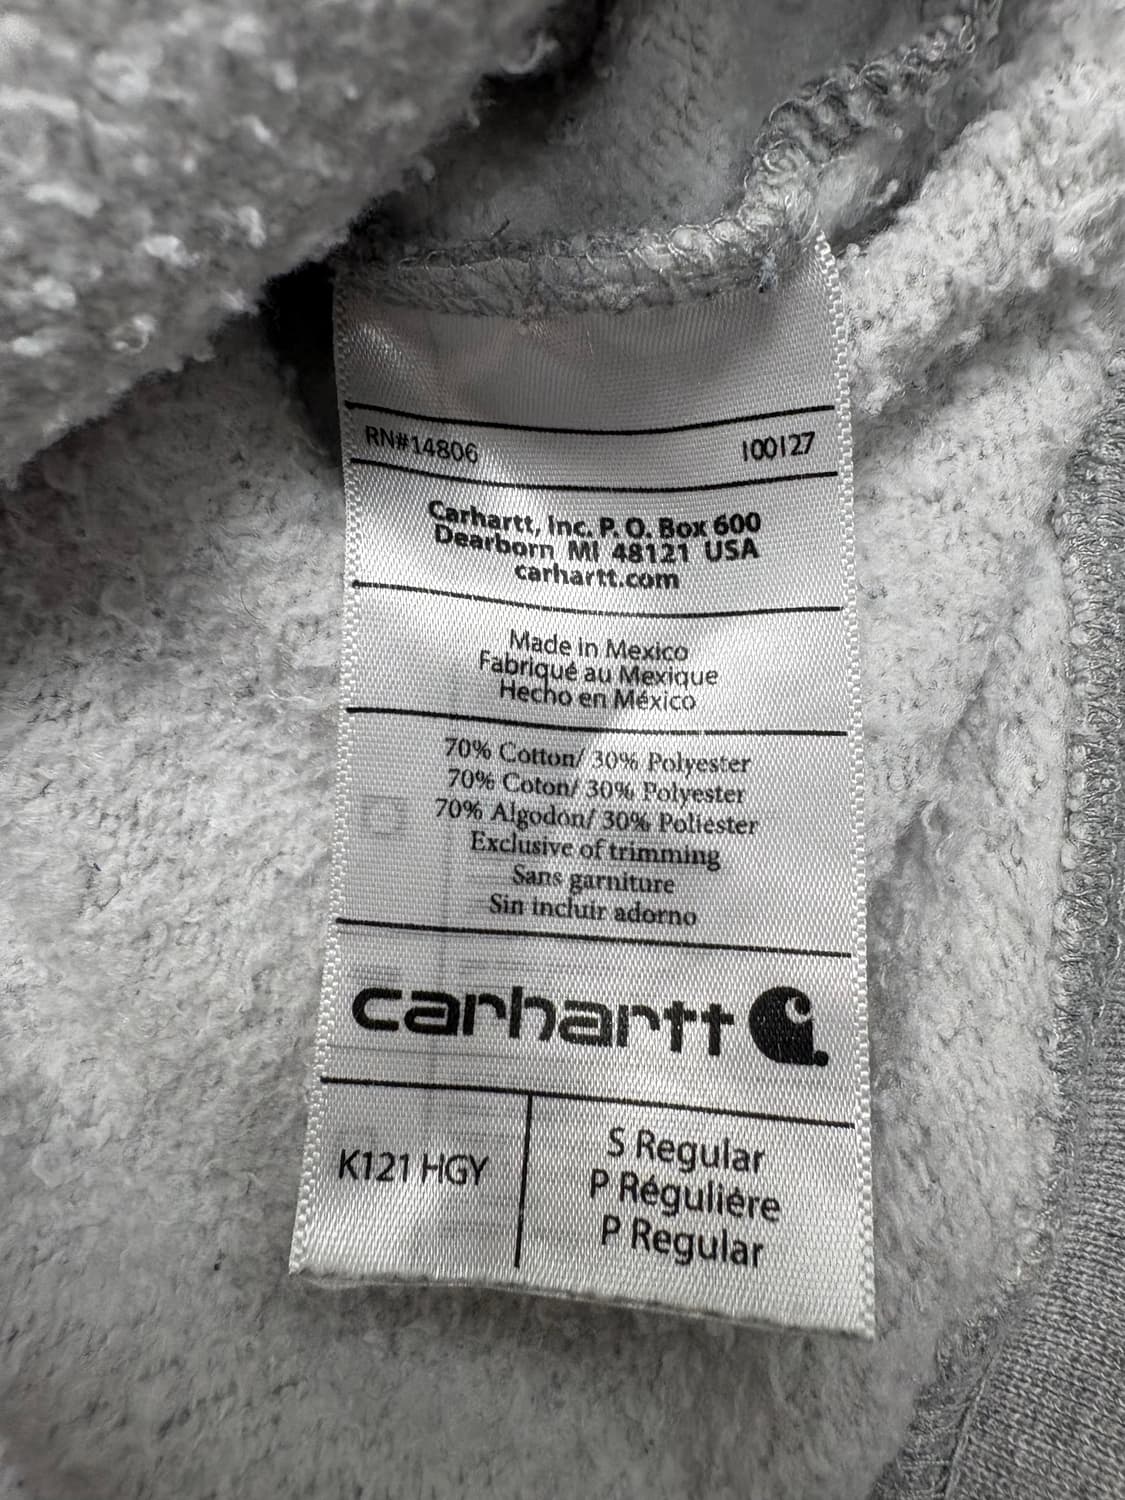 RN#14806 100127
Carhartt, Inc. P. O. Box 600
Dearborn MI 48121 USA
carhartt.com
Made in Mexico
Fabriqué au Mexique
Hecho en México
70% Cotton/ 30% Polyester
70% Coton/ 30% Polyester
70% Algodon/ 30% Poliester
Exclusive of trimming
Sans garniture
Sin incluir adorno
carhartt
K121 HGY
S Regular
P Réguliére
P Regular